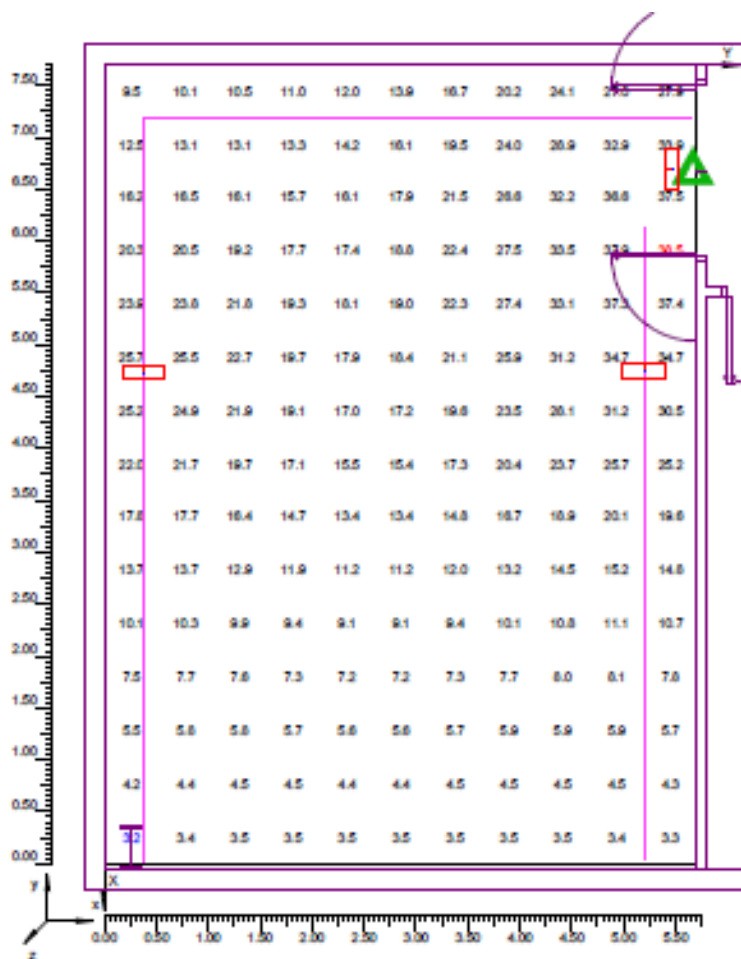 7.50 9.5 10.1 10.5 11.0 12.0 13.9 16.7 20.2 24.1 27.9 Y
7.00 12.5 13.1 13.1 13.3 14.2 16.1 19.5 24.0 28.9 32.9
6.50 16.2 16.5 16.1 15.7 16.1 17.9 21.5 26.8 32.2 36.8 37.5
6.00 20.3 20.5 19.2 17.7 17.4 18.8 22.4 27.5 33.5 37.9 38.5
5.50 23.9 23.8 21.8 19.3 18.1 19.0 22.3 27.4 33.1 37.4
5.00 25.7 25.5 22.7 19.7 17.9 18.4 21.1 25.9 31.2 34.7 34.7
4.50 25.2 24.9 21.9 19.1 17.0 17.2 19.8 23.5 28.1 31.2 30.5
4.00 22.0 21.7 19.7 17.1 15.5 15.4 17.3 20.4 23.7 25.7 25.2
3.50 17.8 17.7 16.4 14.7 13.4 13.4 14.8 16.7 18.9 20.1 19.6
3.00 13.7 13.7 12.9 11.9 11.2 11.2 12.0 13.2 14.5 15.2 14.8
2.50 10.1 10.3 9.9 9.4 9.1 9.1 9.4 10.1 10.8 11.1 10.7
2.00 7.5 7.7 7.6 7.3 7.2 7.2 7.3 7.7 8.0 8.1 7.8
1.50 5.5 5.8 5.8 5.7 5.6 5.6 5.7 5.9 5.9 5.9 5.7
1.00 4.2 4.4 4.5 4.5 4.4 4.4 4.5 4.5 4.5 4.5 4.3
0.50 3.2 3.4 3.5 3.5 3.5 3.5 3.5 3.5 3.5 3.4 3.3
0.00
y X
x
z 0.00 0.50 1.00 1.50 2.00 2.50 3.00 3.50 4.00 4.50 5.00 5.50